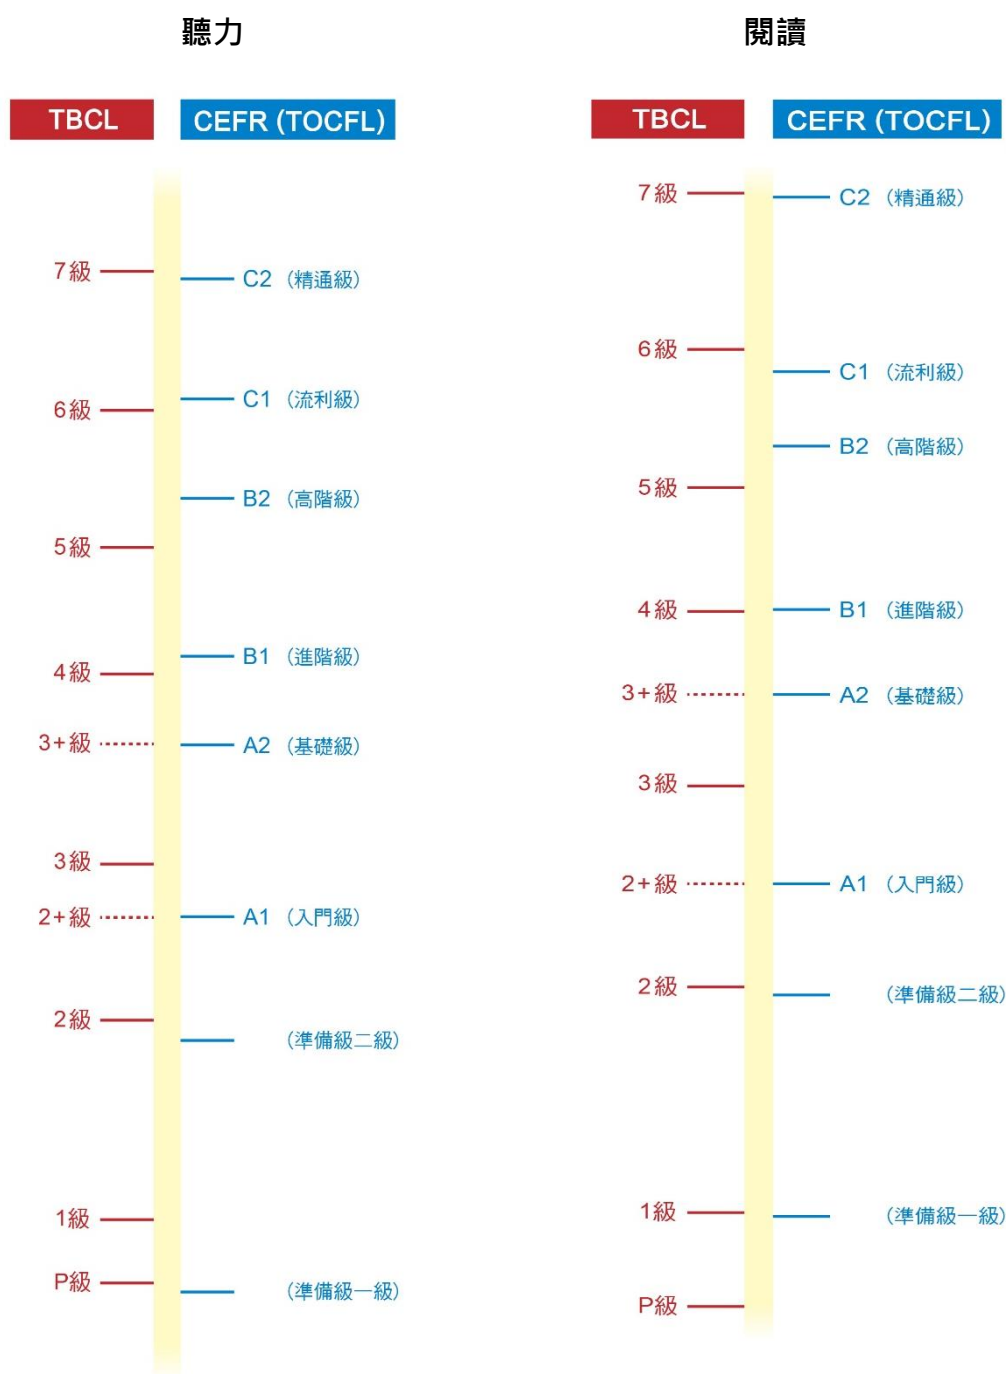 聽力
TBCL
CEFR (TOCFL)
7級
C2 (精通級)
C1 (流利級)
6級
B2 (高階級)
5級
B1 (進階級)
4級
3+級
A2 (基礎級)
3級
2+級
A1 (入門級)
2級
(準備級二級)
1級
P級
(準備級一級)
閱讀
TBCL
CEFR (TOCFL)
7級
C2 (精通級)
6級
C1 (流利級)
B2 (高階級)
5級
4級
B1 (進階級)
3+級
A2 (基礎級)
3級
2+級
A1 (入門級)
2級
(準備級二級)
1級
(準備級一級)
P級